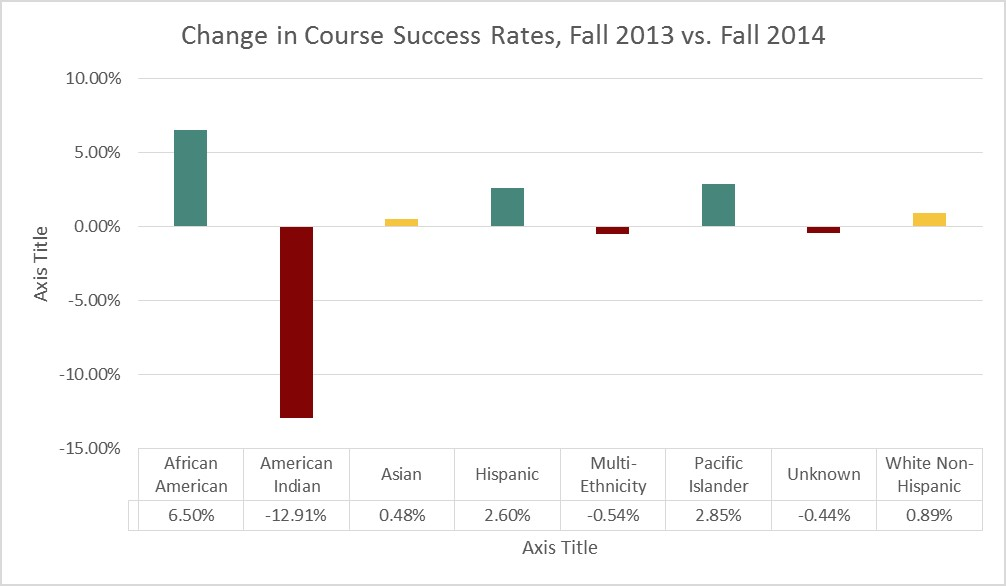 Change in Course Success Rates, Fall 2013 vs. Fall 2014
10.00%
5.00%
0.00%
-5.00%
-10.00%
-15.00%
Axis Title
African American
American Indian
Asian
Hispanic
Multi-Ethnicity
Pacific Islander
Unknown
White Non-Hispanic
6.50% -12.91% 0.48% 2.60% -0.54% 2.85% -0.44% 0.89%
Axis Title